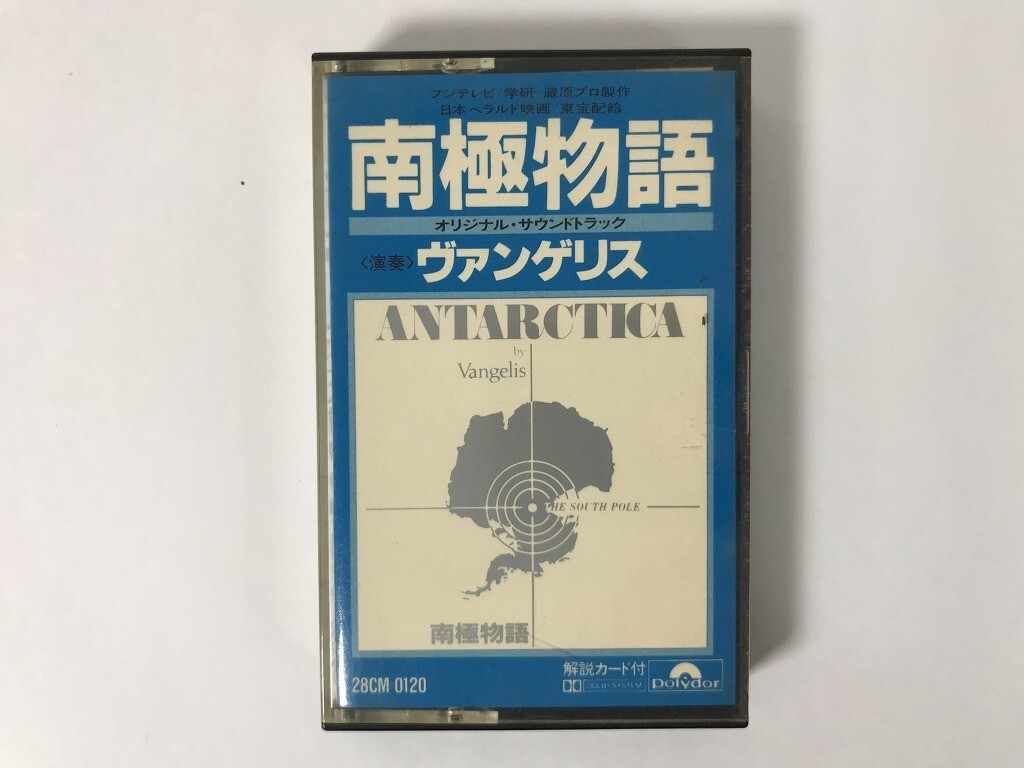 フジテレビ/学研/蔵原プロ製作
日本ヘラルド映画/東宝配給
南極物語
オリジナル・サウンドトラック
〈演奏〉ヴァンゲリス
ANTARCTICA
by
Vangelis
THE SOUTH POLE
南極物語
解説カード付
28CM 0120
DOLBY SYSTEM
polydor